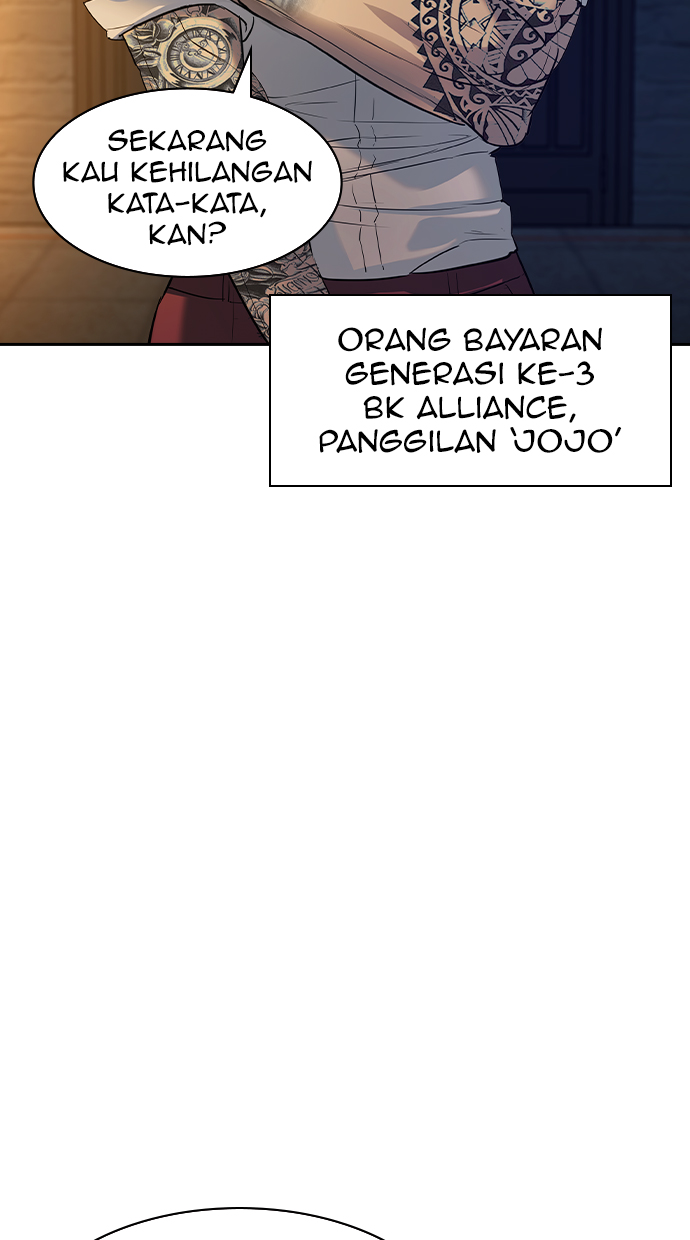 SEKARANG
KAU KEHILANGAN
KATA-KATA,
KAN?
ORANG BAYARAN
GENERASI KE-3
BK ALLIANCE,
PANGGILAN 'JOJO'